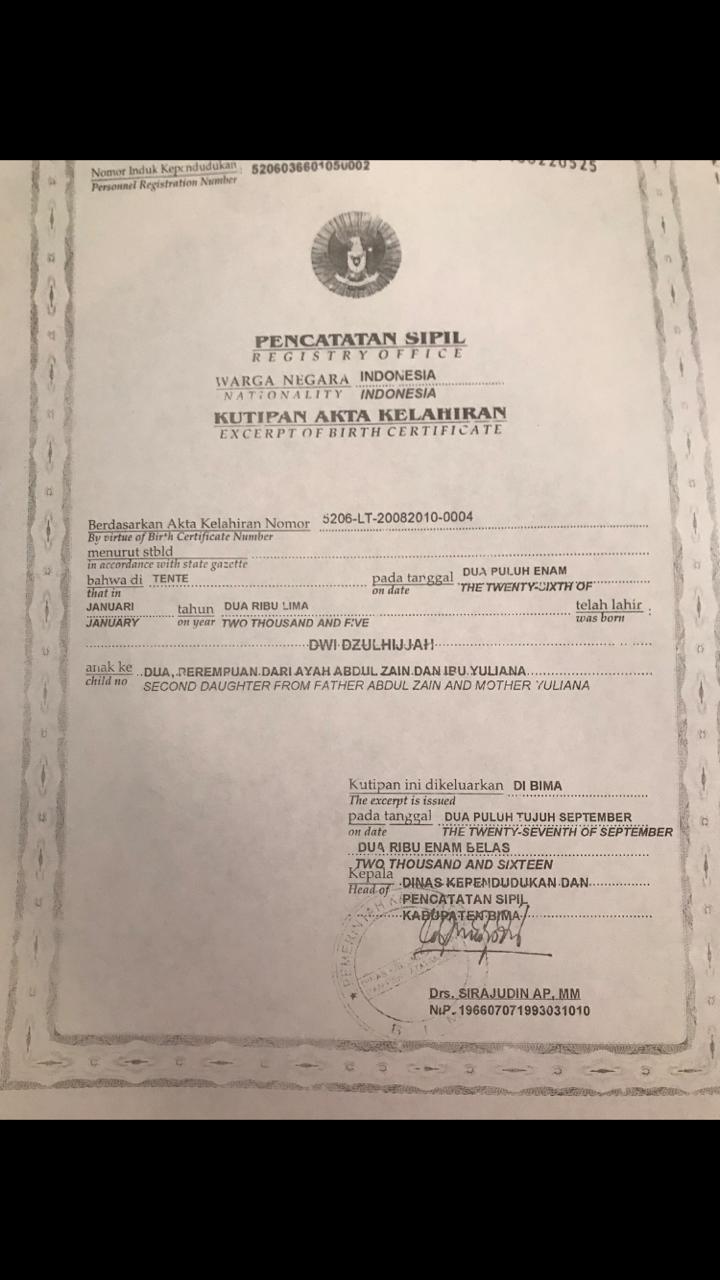 Nomor Induk Kependudukan : 5206036601050002
Personnel Registration Number
PENCATATAN SIPIL
REGISTRY OFFICE
WARGA NEGARA INDONESIA
NATIONALITY INDONESIA
KUTIPAN AKTA KELAHIRAN
EXCERPT OF BIRTH CERTIFICATE
Berdasarkan Akta Kelahiran Nomor 5206-LT-20082010-0004
By virtue of Birth Certificate Number
menurut stbld
in accordance with state gazette
bahwa di TENTE pada tanggal DUA PULUH ENAM
that in on date THE TWENTY-SIXTH OF
JANUARI tahun DUA RIBU LIMA telah lahir :
JANUARY on year TWO THOUSAND AND FIVE was born
DWI DZULHIJJAH
anak ke DUA, PEREMPUAN DARI AYAH ABDUL ZAIN DAN IBU YULIANA
child no SECOND DAUGHTER FROM FATHER ABDUL ZAIN AND MOTHER YULIANA
Kutipan ini dikeluarkan DI BIMA
The excerpt is issued
pada tanggal DUA PULUH TUJUH SEPTEMBER
on date THE TWENTY-SEVENTH OF SEPTEMBER
DUA RIBU ENAM BELAS
TWO THOUSAND AND SIXTEEN
Kepala DINAS KEPENDUDUKAN DAN
Head of PENCATATAN SIPIL
KABUPATEN BIMA
Drs. SIRAJUDIN AP, MM
NIP. 196607071993031010